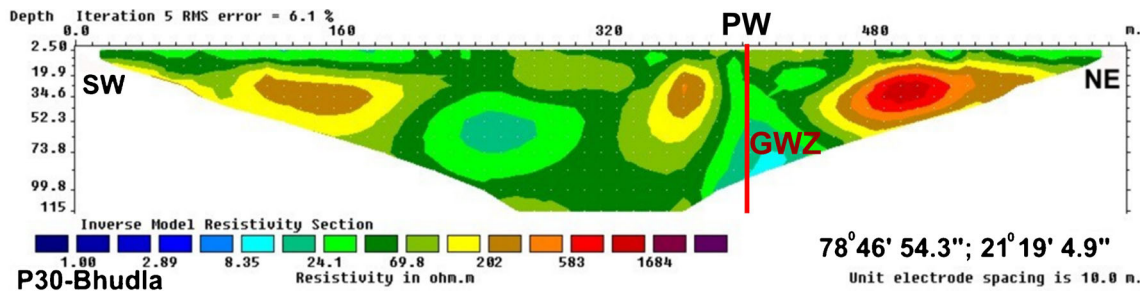 Depth Iteration 5 RMS error = 6.1 %
0.0 160 320 PW 480 m.
2.50
19.9
34.6
52.3
73.8
99.8
115
SW NE
GWZ
Inverse Model Resistivity Section
1.00 2.89 8.35 24.1 69.8 202 583 1684
Resistivity in ohm.m
P30-Bhudla
78⁰46' 54.3"; 21⁰19' 4.9"
Unit electrode spacing is 10.0 m.